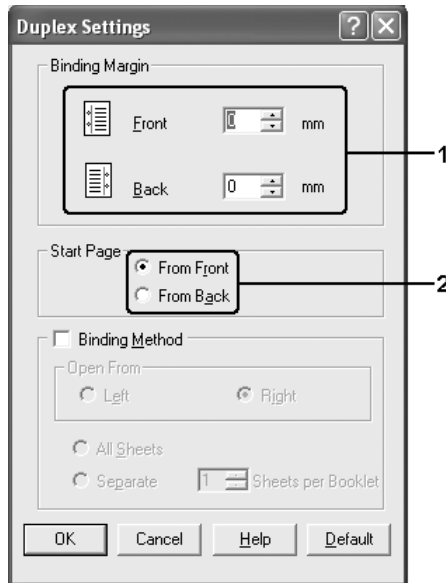 Duplex Settings
Binding Margin
Front 0 mm
1
Back 0 mm
Start Page
From Front
From Back
2
Binding Method
Open From
Left Right
All Sheets
Separate 1 Sheets per Booklet
OK Cancel Help Default